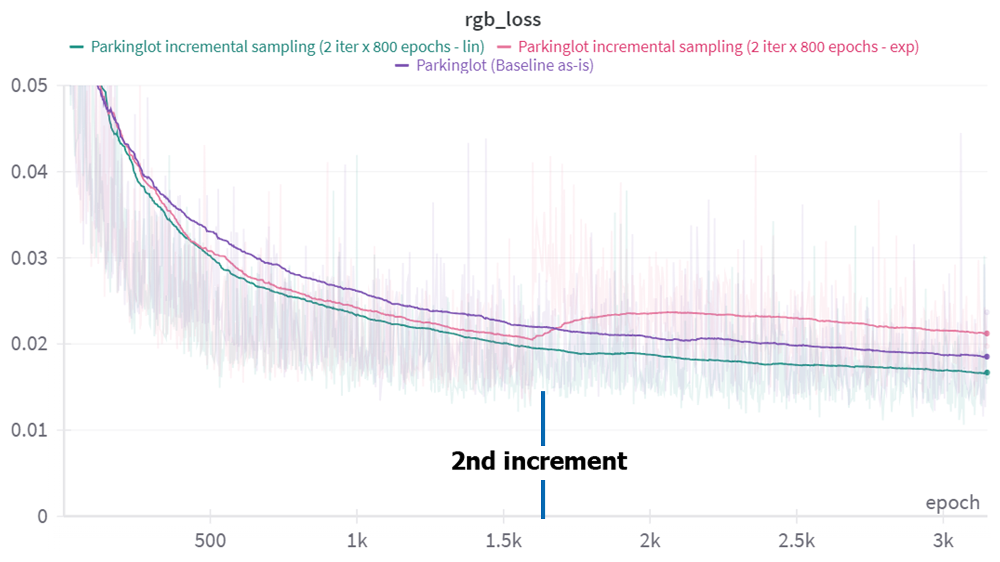 rgb_loss
Parkinglot incremental sampling (2 iter x 800 epochs - lin) Parkinglot incremental sampling (2 iter x 800 epochs - exp)
Parkinglot (Baseline as-is)
0.05
0.04
0.03
0.02
0.01
2nd increment
epoch
0
500 1k 1.5k 2k 2.5k 3k